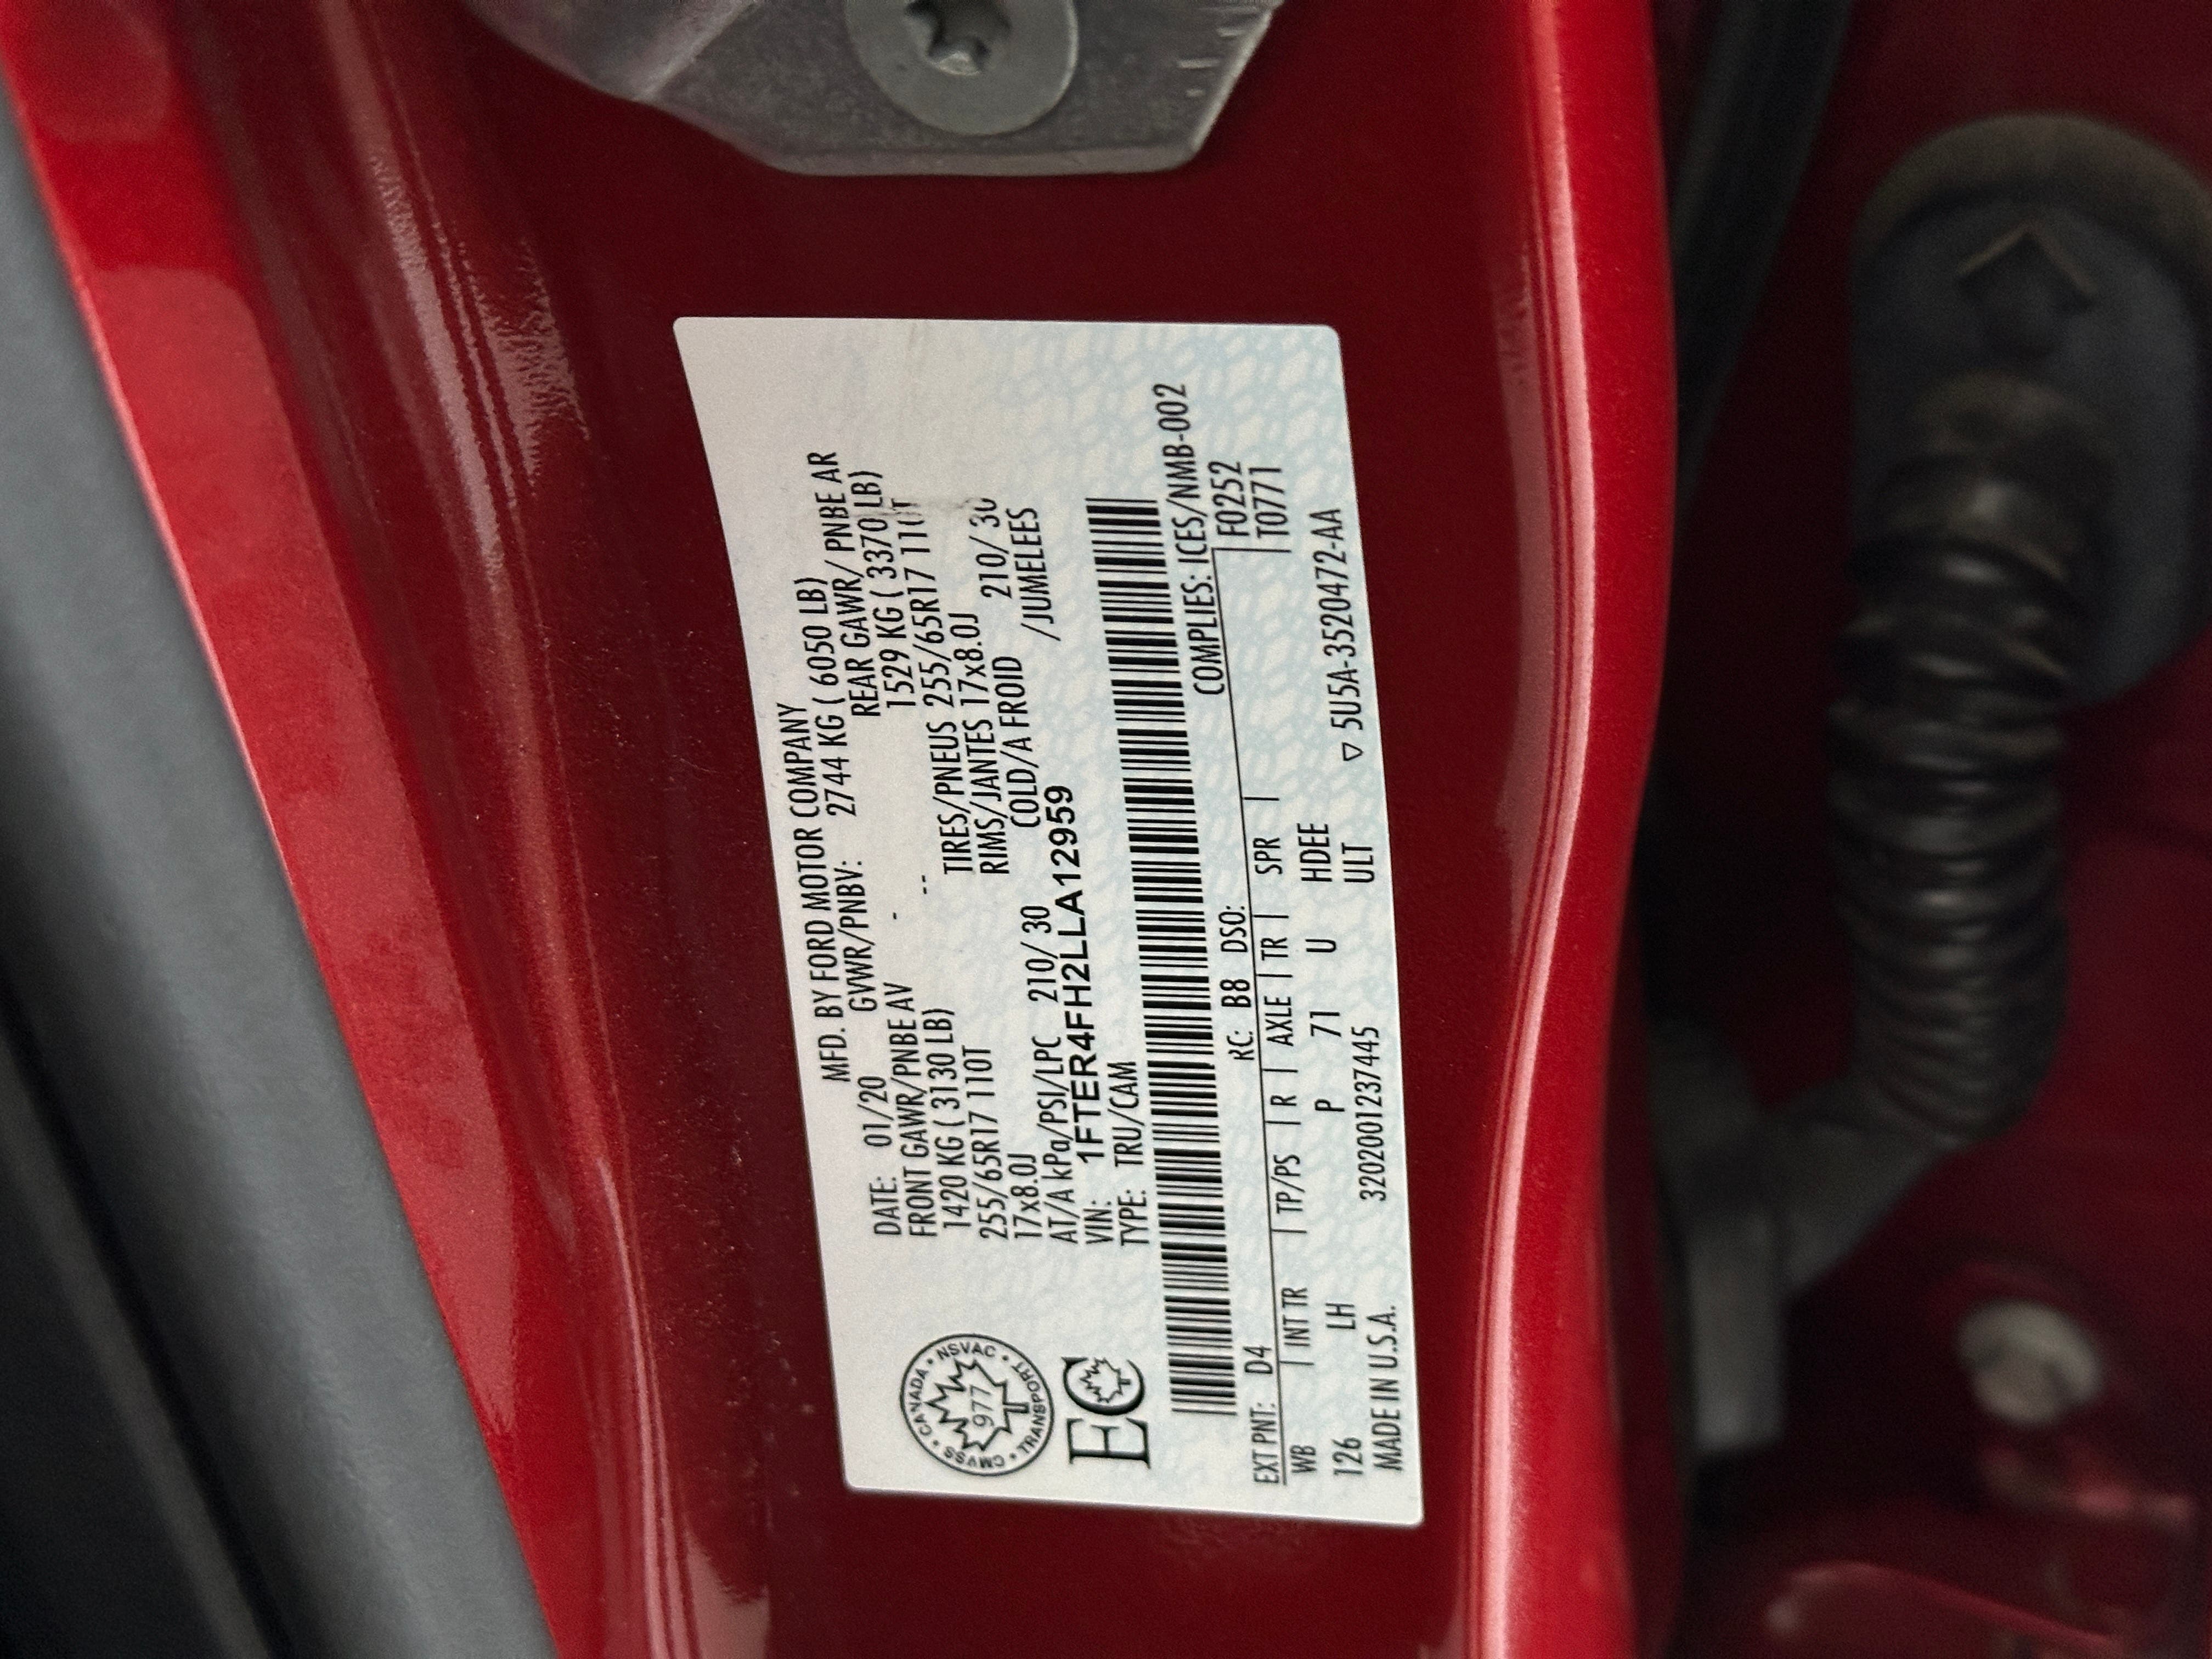 MFD. BY FORD MOTOR COMPANY
DATE: 01/20 GVWR/PNBV: 2744 KG ( 6050 LB)
FRONT GAWR/PNBE AV REAR GAWR/ PNBE AR
1420 KG ( 3130 LB) - 1529 KG ( 3370 LB)
255/65R17 110T -- TIRES/PNEUS 255/65R17 110T
17x8.0J RIMS/JANTES 17x8.0J
AT/A kPa/PSI/LPC 210/ 30 COLD/A FROID 210/ 30
VIN: 1FTER4FH2LLA12959 /JUMELEES
TYPE: TRU/CAM
CANADA • NSVAC • TRANSPORT • CMVSS •
977
EC
COMPLIES: ICES/NMB-002
EXT PNT: D4 RC: B8 DSO: F0252
WB | INT TR | TP/PS | R | AXLE | TR | SPR | T0771
126 LH P 71 U HDEE
MADE IN U.S.A. 3202001237445 ULT ▽ 5U5A-3520472-AA